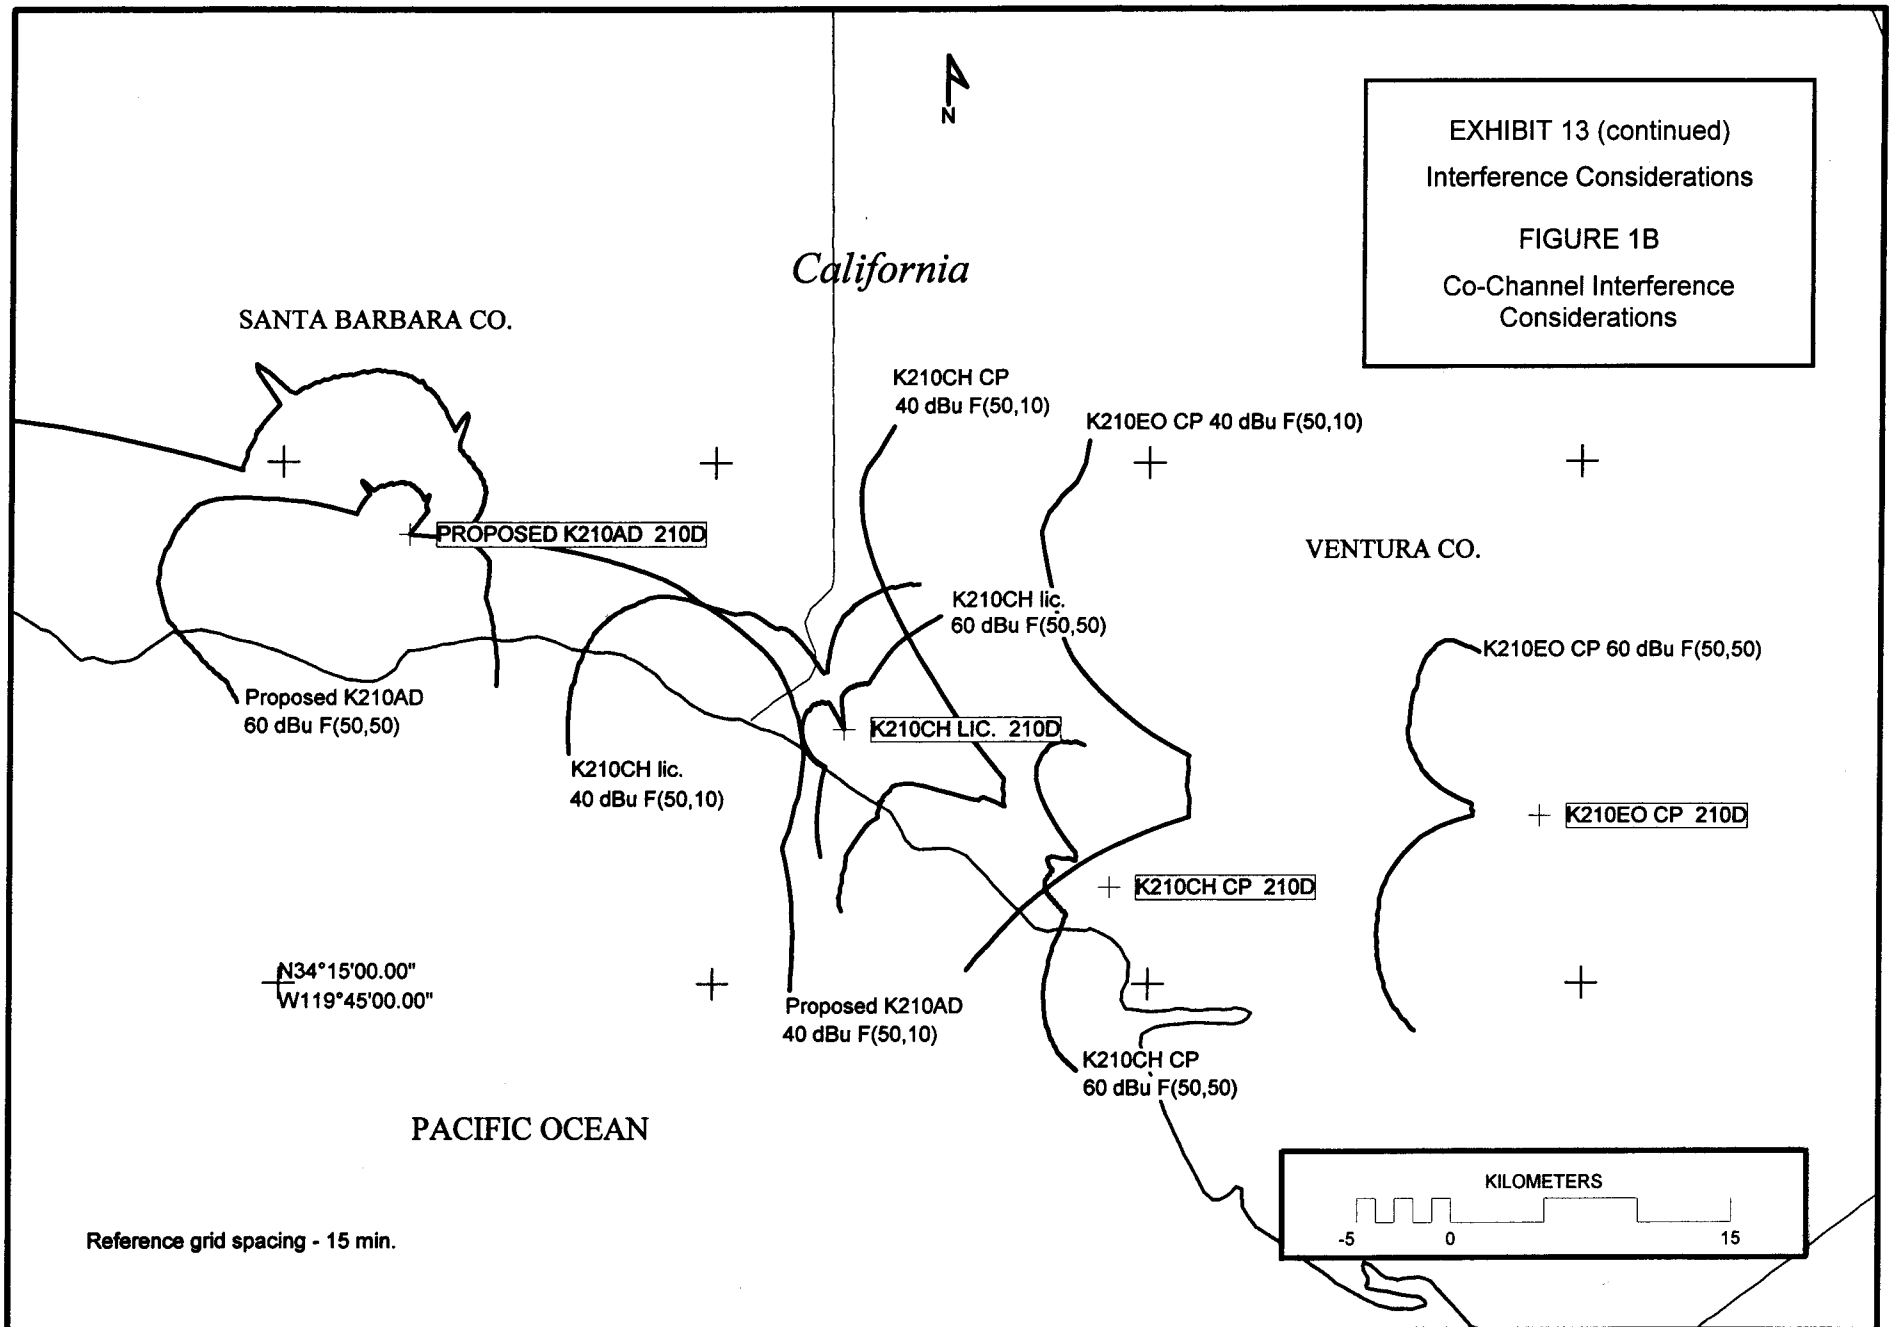 N
EXHIBIT 13 (continued)
Interference Considerations
FIGURE 1B
Co-Channel Interference
Considerations
California
SANTA BARBARA CO.
K210CH CP
40 dBu F(50,10)
K210EO CP 40 dBu F(50,10)
PROPOSED K210AD 210D
VENTURA CO.
K210CH lic.
60 dBu F(50,50)
K210EO CP 60 dBu F(50,50)
Proposed K210AD
60 dBu F(50,50)
K210CH LIC. 210D
K210CH lic.
40 dBu F(50,10)
K210EO CP 210D
K210CH CP 210D
N34°15'00.00"
W119°45'00.00"
Proposed K210AD
40 dBu F(50,10)
K210CH CP
60 dBu F(50,50)
PACIFIC OCEAN
KILOMETERS
-5 0 15
Reference grid spacing - 15 min.